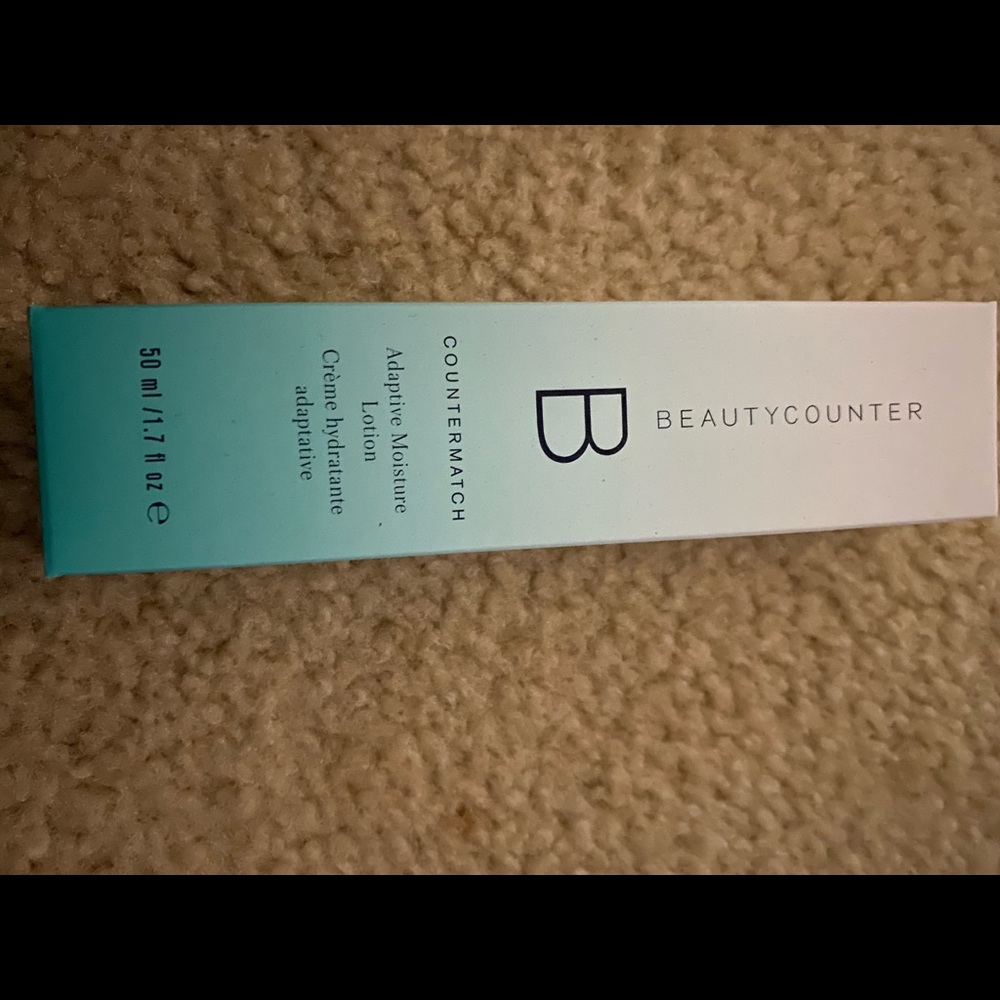 BEAUTYCOUNTER
B
COUNTERMATCH
Adaptive Moisture
Lotion
Crème hydratante
adaptative
50 ml / 1.7 fl oz ℮